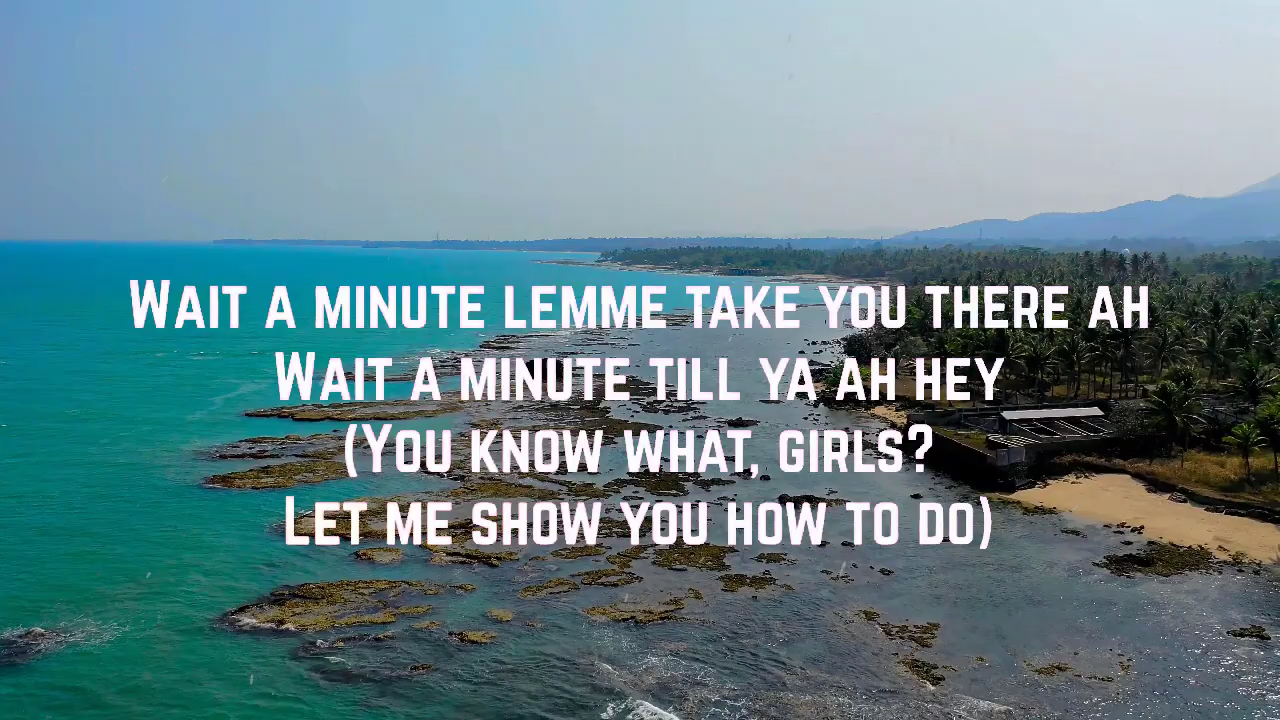 Wait a minute lemme take you there ah
Wait a minute till ya ah hey
(You know what, girls?
Let me show you how to do)